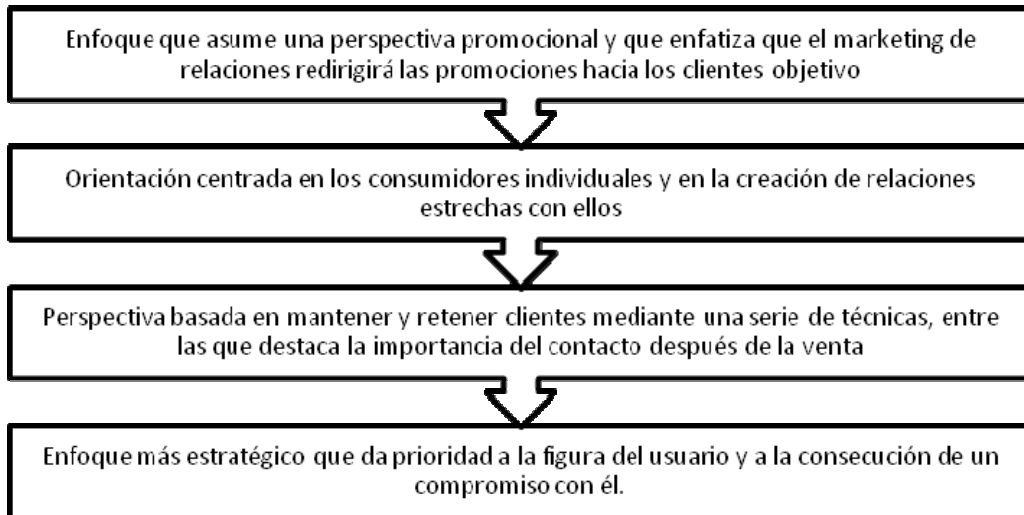 Enfoque que asume una perspectiva promocional y que enfatiza que el marketing de
relaciones redirigirá las promociones hacia los clientes objetivo
Orientación centrada en los consumidores individuales y en la creación de relaciones
estrechas con ellos
Perspectiva basada en mantener y retener clientes mediante una serie de técnicas, entre
las que destaca la importancia del contacto después de la venta
Enfoque más estratégico que da prioridad a la figura del usuario y a la consecución de un
compromiso con él.